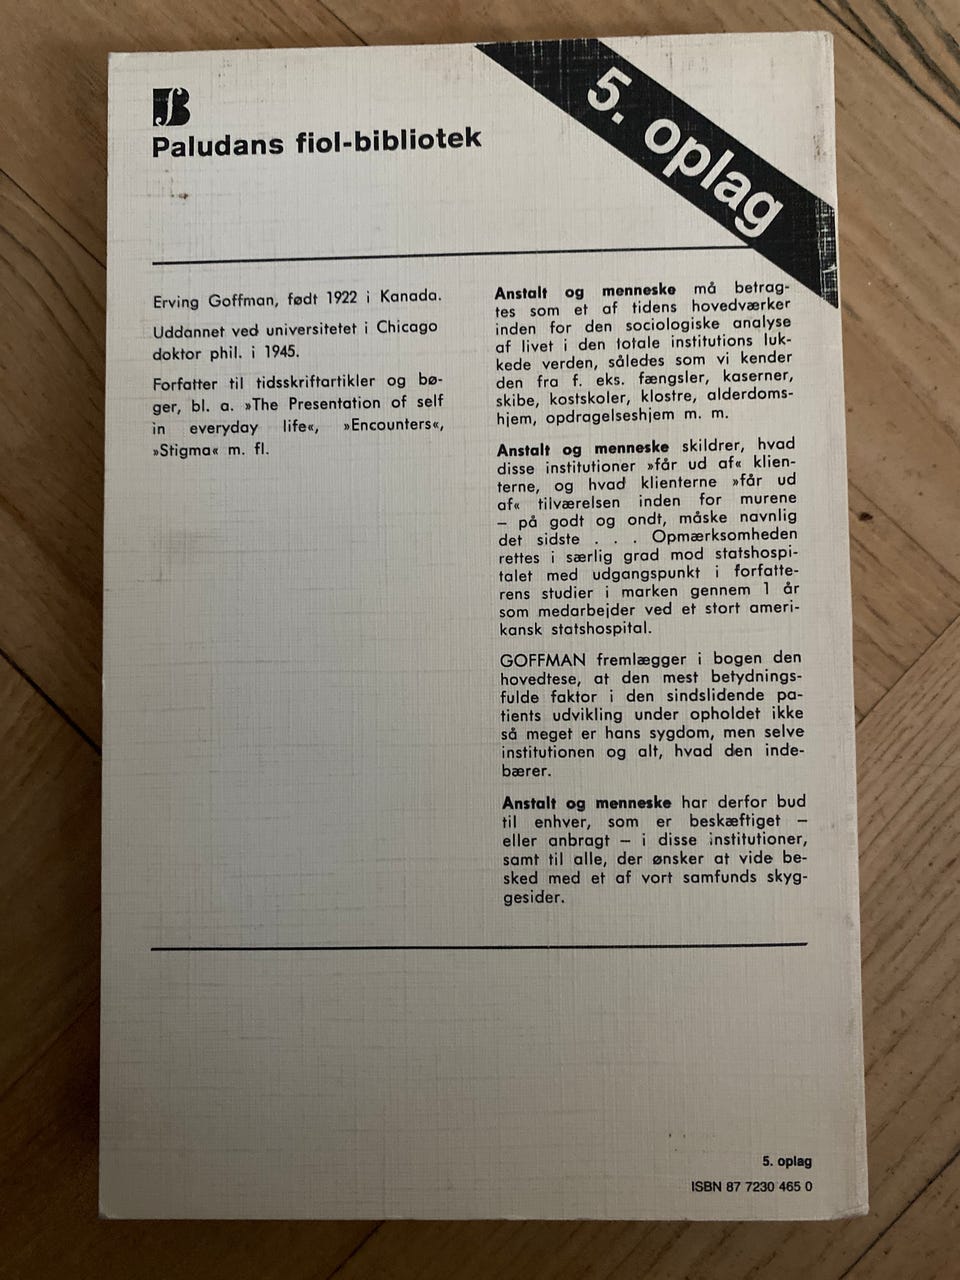 Paludans fiol-bibliotek
5. oplag
Erving Goffman, født 1922 i Kanada.
Uddannet ved universitetet i Chicago
doktor phil. i 1945.
Forfatter til tidsskriftartikler og bø-
ger, bl. a. »The Presentation of self
in everyday life«, »Encounters«,
»Stigma« m. fl.
Anstalt og menneske må betrag-
tes som et af tidens hovedværker
inden for den sociologiske analyse
af livet i den totale institutions luk-
kede verden, således som vi kender
den fra f. eks. fængsler, kaserner,
skibe, kostskoler, klostre, alderdoms-
hjem, opdragelseshjem m. m.
Anstalt og menneske skildrer, hvad
disse institutioner »får ud af« klien-
terne, og hvad klienterne »får ud
af« tilværelsen inden for murene
– på godt og ondt, måske navnlig
det sidste . . . Opmærksomheden
rettes i særlig grad mod statshospi-
talet med udgangspunkt i forfatte-
rens studier i marken gennem 1 år
som medarbejder ved et stort ameri-
kansk statshospital.
GOFFMAN fremlægger i bogen den
hovedtese, at den mest betydnings-
fulde faktor i den sindslidende pa-
tients udvikling under opholdet ikke
så meget er hans sygdom, men selve
institutionen og alt, hvad den inde-
bærer.
Anstalt og menneske har derfor bud
til enhver, som er beskæftiget –
eller anbragt – i disse institutioner,
samt til alle, der ønsker at vide be-
sked med et af vort samfunds skyg-
gesider.
5. oplag
ISBN 87 7230 465 0